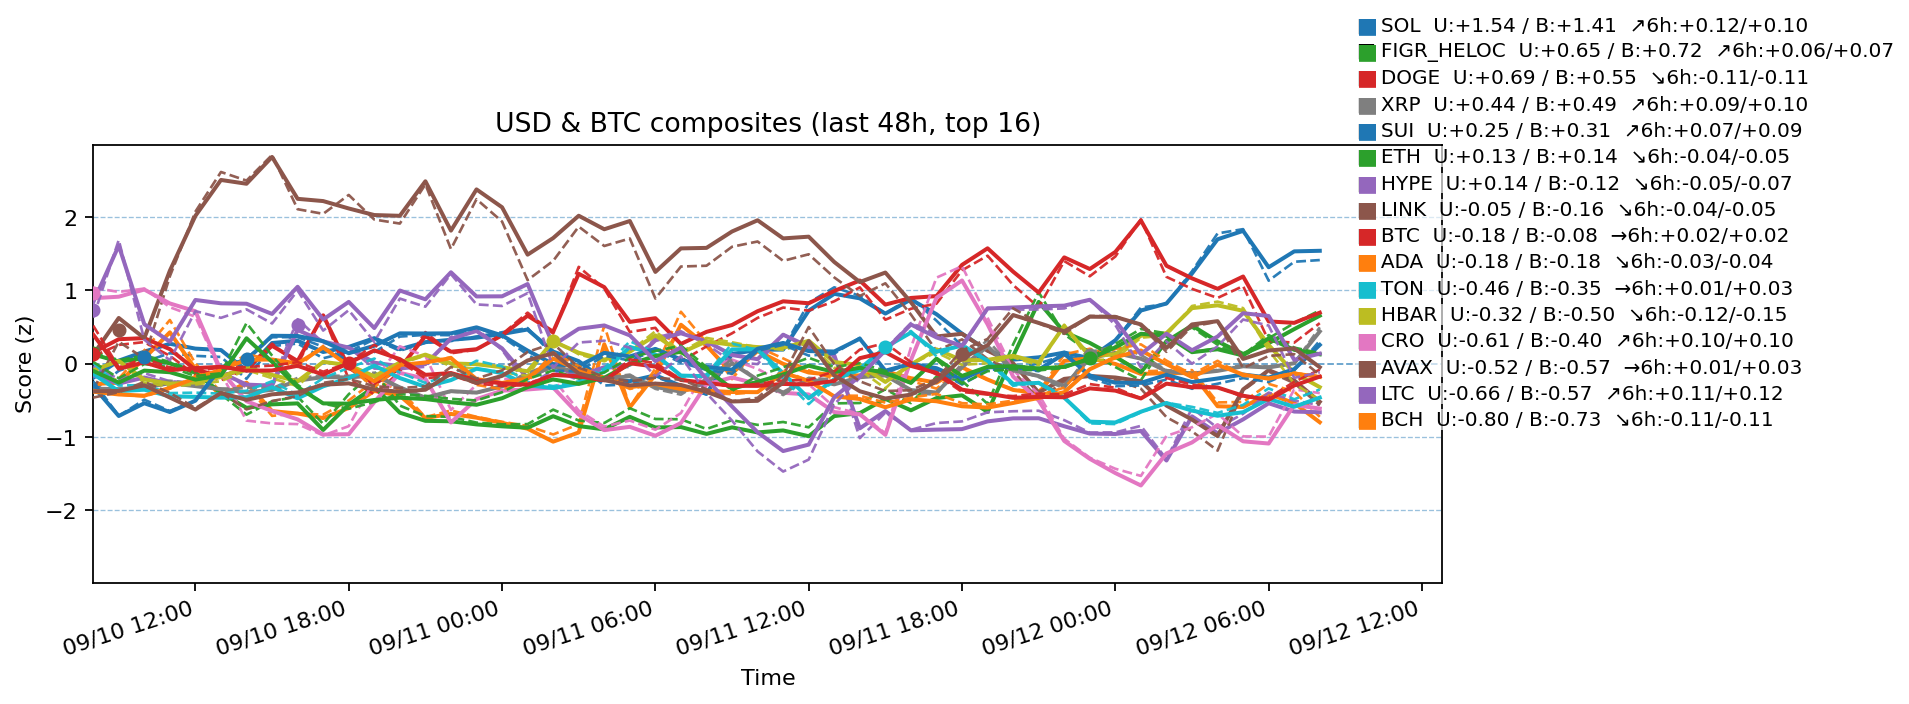 SOL U:+1.54 / B:+1.41 ↗6h:+0.12/+0.10
FIGR_HELOC U:+0.65 / B:+0.72 ↗6h:+0.06/+0.07
DOGE U:+0.69 / B:+0.55 ↘6h:-0.11/-0.11
XRP U:+0.44 / B:+0.49 ↗6h:+0.09/+0.10
SUI U:+0.25 / B:+0.31 ↗6h:+0.07/+0.09
ETH U:+0.13 / B:+0.14 ↘6h:-0.04/-0.05
HYPE U:+0.14 / B:-0.12 ↘6h:-0.05/-0.07
LINK U:-0.05 / B:-0.16 ↘6h:-0.04/-0.05
BTC U:-0.18 / B:-0.08 →6h:+0.02/+0.02
ADA U:-0.18 / B:-0.18 ↘6h:-0.03/-0.04
TON U:-0.46 / B:-0.35 →6h:+0.01/+0.03
HBAR U:-0.32 / B:-0.50 ↘6h:-0.12/-0.15
CRO U:-0.61 / B:-0.40 ↗6h:+0.10/+0.10
AVAX U:-0.52 / B:-0.57 →6h:+0.01/+0.03
LTC U:-0.66 / B:-0.57 ↗6h:+0.11/+0.12
BCH U:-0.80 / B:-0.73 ↘6h:-0.11/-0.11
USD & BTC composites (last 48h, top 16)
Score (z)
2
1
0
−1
−2
09/10 12:00
09/10 18:00
09/11 00:00
09/11 06:00
09/11 12:00
09/11 18:00
09/12 00:00
09/12 06:00
09/12 12:00
Time